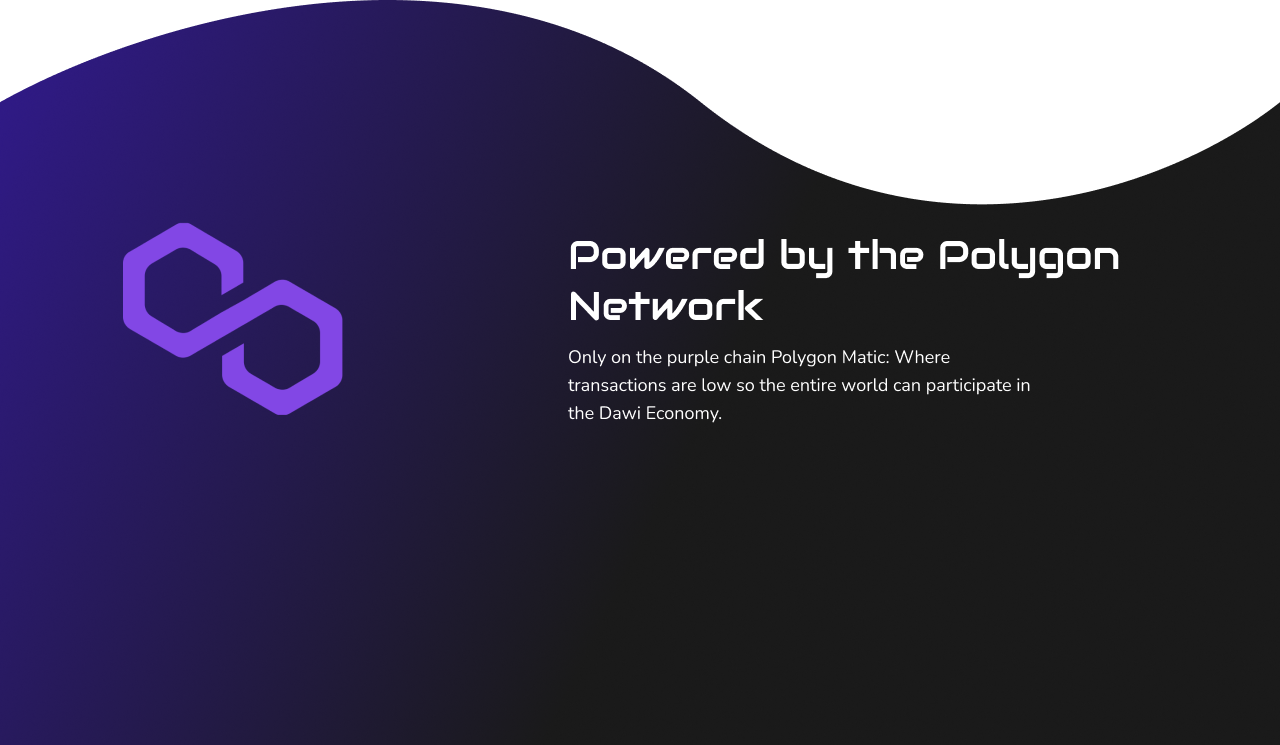 Powered by the Polygon
Network
Only on the purple chain Polygon Matic: Where
transactions are low so the entire world can participate in
the Dawi Economy.